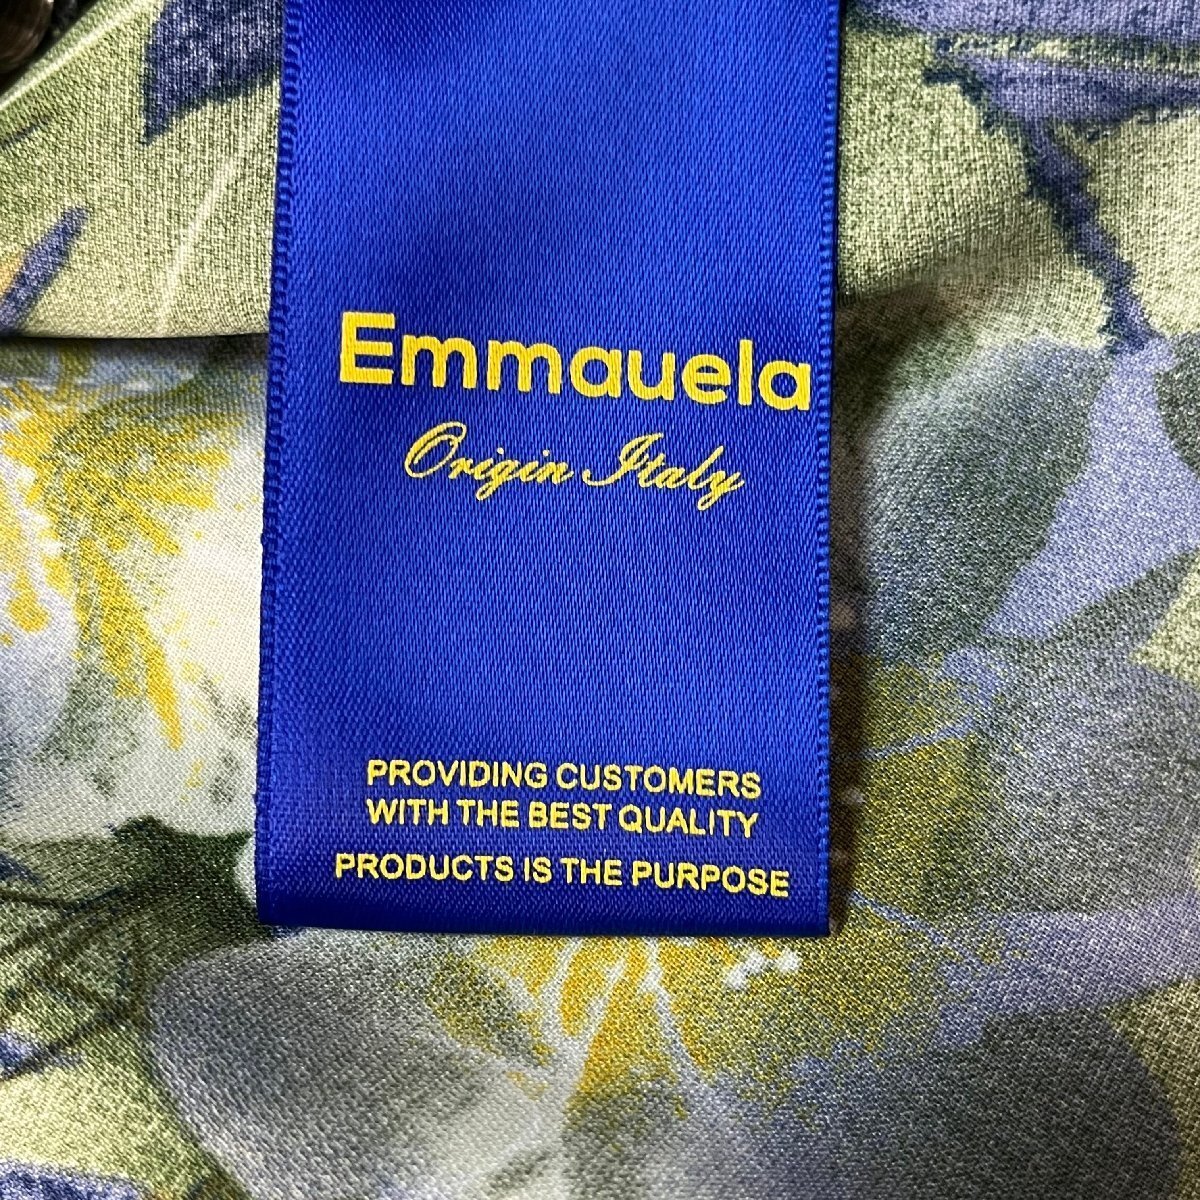 Emmauela
Origin Italy
PROVIDING CUSTOMERS
WITH THE BEST QUALITY
PRODUCTS IS THE PURPOSE